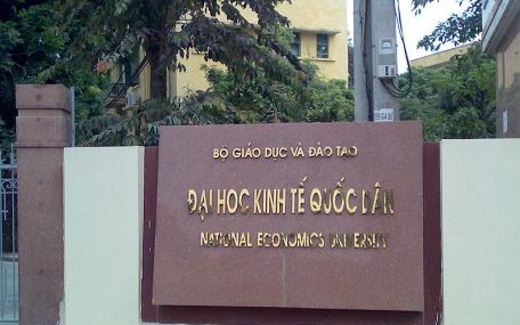 BỘ GIÁO DỤC VÀ ĐÀO TẠO
ĐẠI HỌC KINH TẾ QUỐC DÂN
NATIONAL ECONOMICS UNIVERSITY